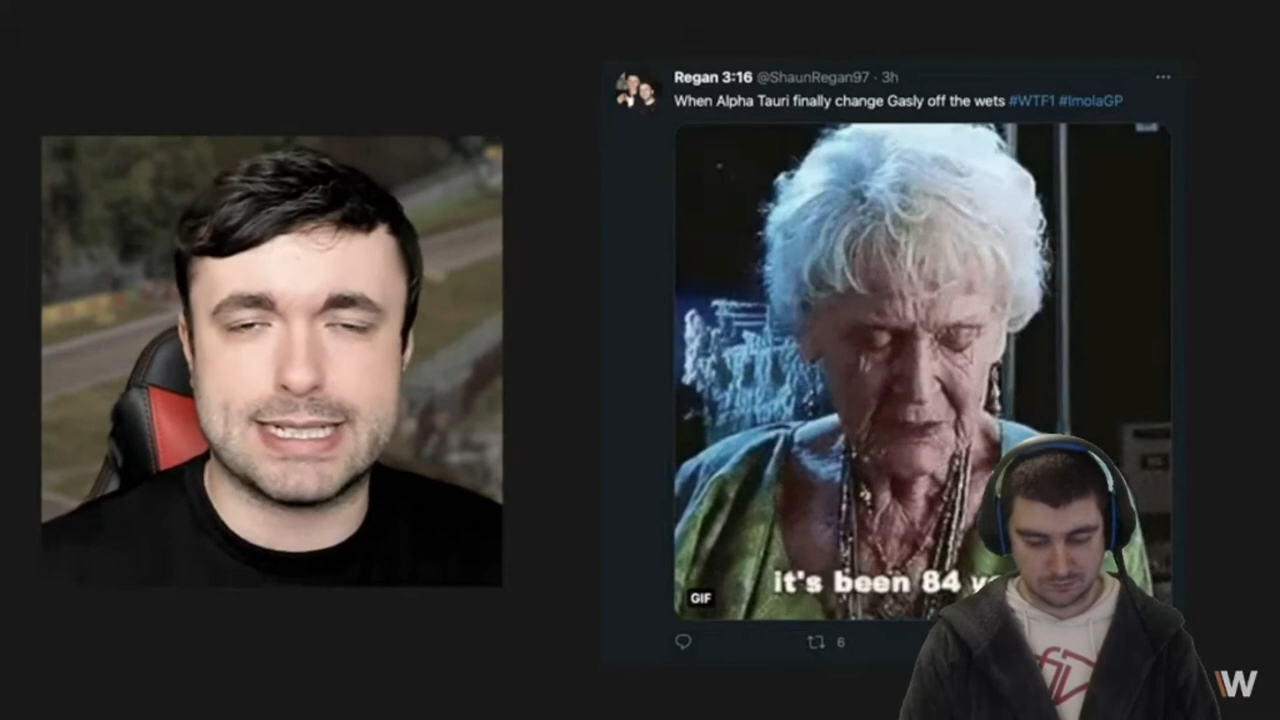 Regan 3:16 @ShaunRegan97 · 3h
When Alpha Tauri finally change Gasly off the wets #WTF1 #ImolaGP
it's been 84
GIF
6
W